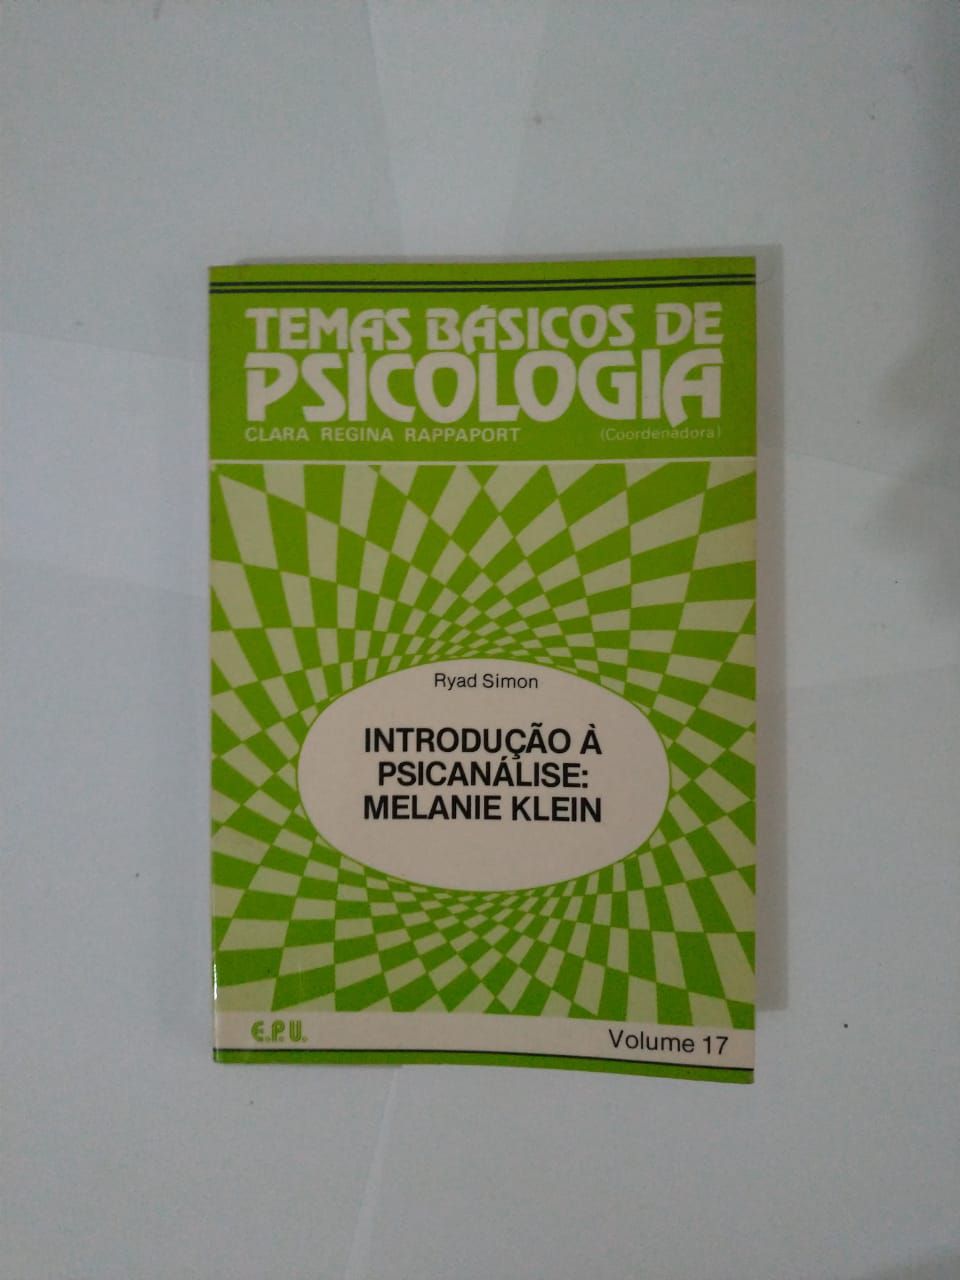 TEMAS BÁSICOS DE
PSICOLOGIA
CLARA REGINA RAPPAPORT (Coordenadora)
Ryad Simon
INTRODUÇÃO À
PSICANÁLISE:
MELANIE KLEIN
E.P.U.
Volume 17